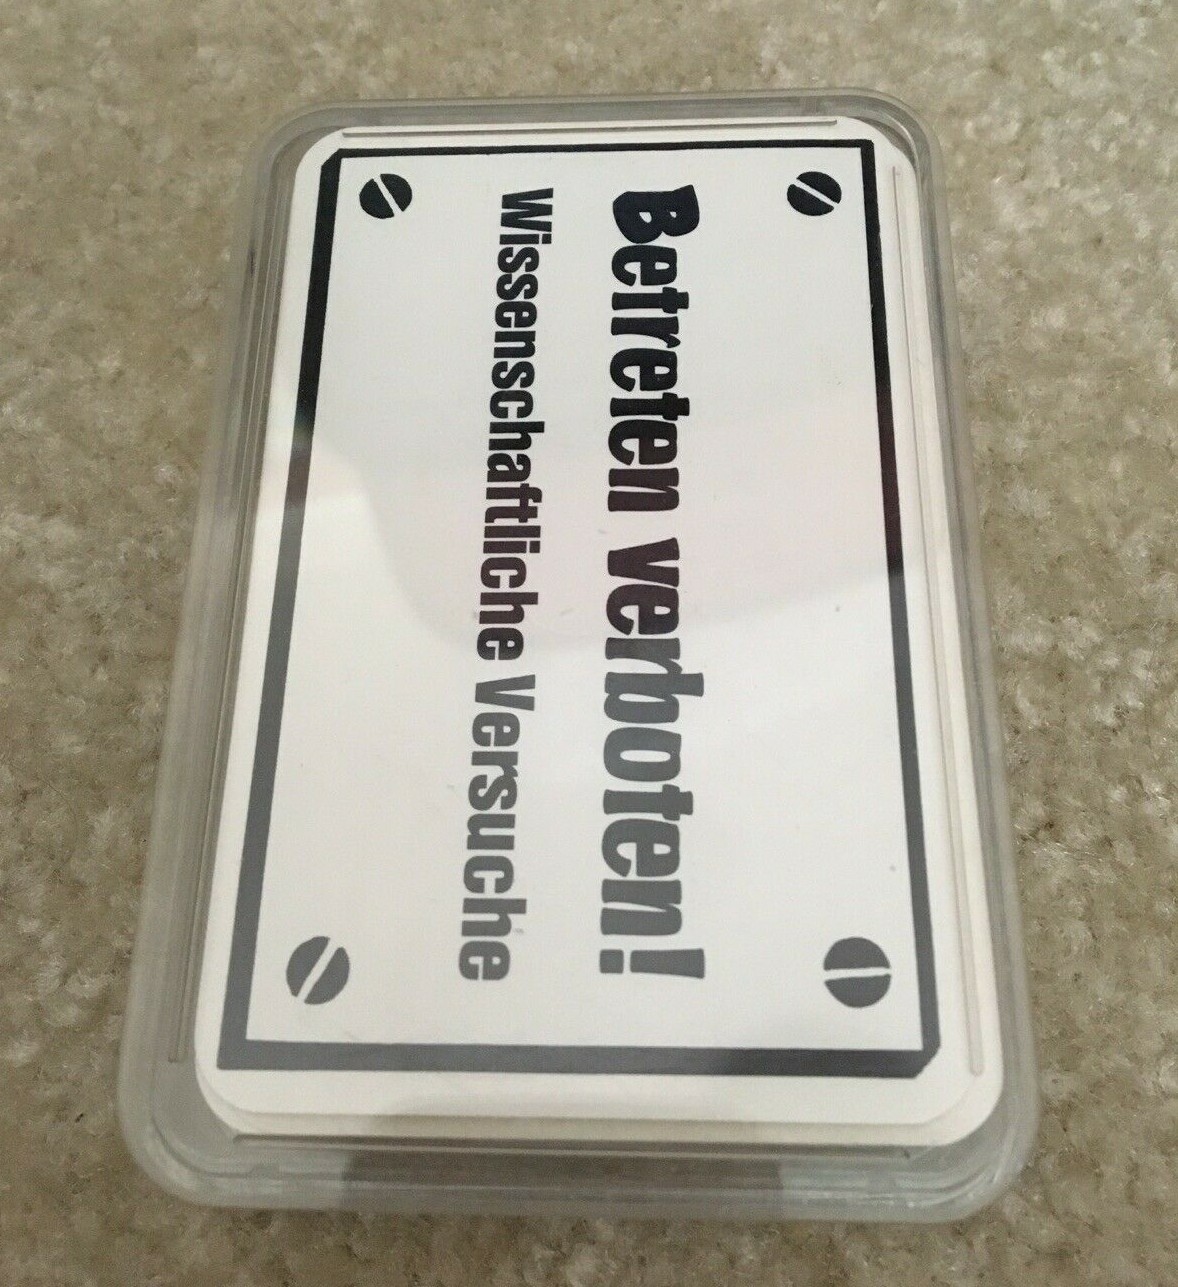 Betreten verboten!
Wissenschaftliche Versuche